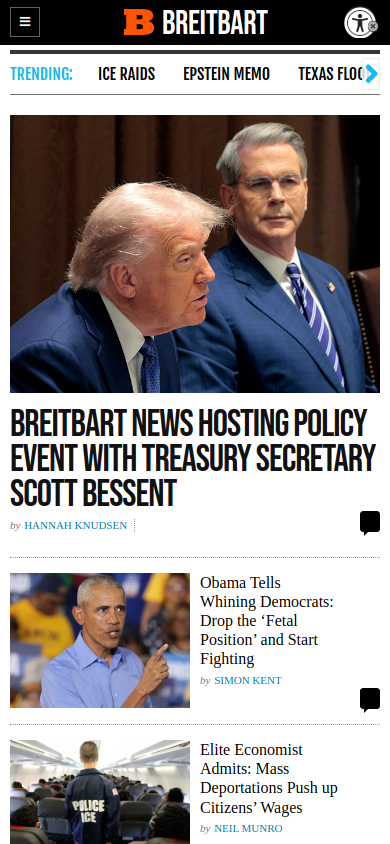 BREITBART
TRENDING:
ICE RAIDS
EPSTEIN MEMO
TEXAS FLOO
BREITBART NEWS HOSTING POLICY
EVENT WITH TREASURY SECRETARY
SCOTT BESSENT
by HANNAH KNUDSEN
Obama Tells
Whining Democrats:
Drop the ‘Fetal
Position’ and Start
Fighting
by SIMON KENT
POLICE
ICE
Elite Economist
Admits: Mass
Deportations Push up
Citizens’ Wages
by NEIL MUNRO